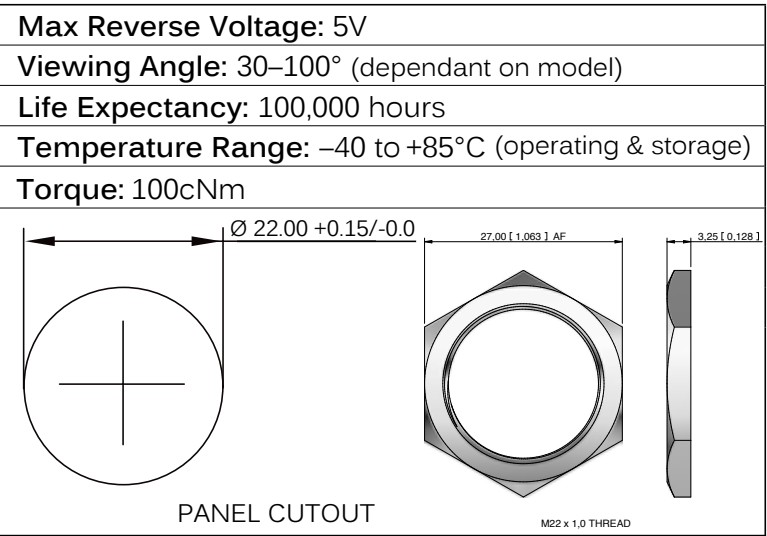 Max Reverse Voltage: 5V
Viewing Angle: 30–100° (dependant on model)
Life Expectancy: 100,000 hours
Temperature Range: –40 to +85°C (operating & storage)
Torque: 100cNm
Ø 22.00 +0.15/-0.0
27,00 [ 1,063 ] AF
3,25 [ 0,128 ]
PANEL CUTOUT
M22 x 1,0 THREAD